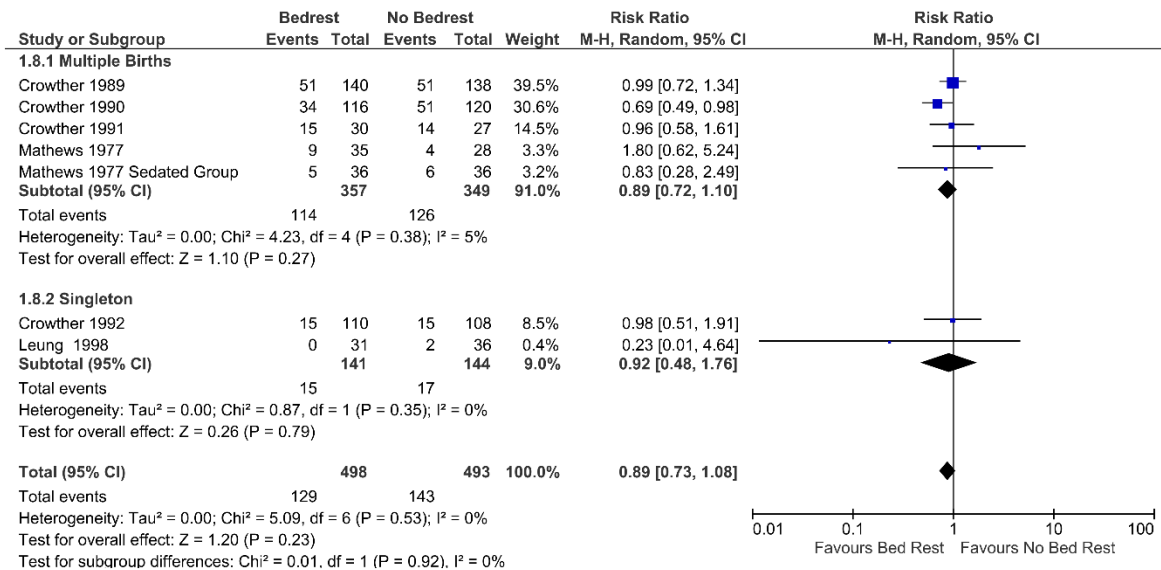 Bedrest No Bedrest Risk Ratio Risk Ratio
Study or Subgroup Events Total Events Total Weight M-H, Random, 95% CI M-H, Random, 95% CI
1.8.1 Multiple Births
Crowther 1989 51 140 51 138 39.5% 0.99 [0.72, 1.34]
Crowther 1990 34 116 51 120 30.6% 0.69 [0.49, 0.98]
Crowther 1991 15 30 14 27 14.5% 0.96 [0.58, 1.61]
Mathews 1977 9 35 4 28 3.3% 1.80 [0.62, 5.24]
Mathews 1977 Sedated Group 5 36 6 36 3.2% 0.83 [0.28, 2.49]
Subtotal (95% CI) 357 349 91.0% 0.89 [0.72, 1.10]
Total events 114 126
Heterogeneity: Tau² = 0.00; Chi² = 4.23, df = 4 (P = 0.38); I² = 5%
Test for overall effect: Z = 1.10 (P = 0.27)
1.8.2 Singleton
Crowther 1992 15 110 15 108 8.5% 0.98 [0.51, 1.91]
Leung 1998 0 31 2 36 0.4% 0.23 [0.01, 4.64]
Subtotal (95% CI) 141 144 9.0% 0.92 [0.48, 1.76]
Total events 15 17
Heterogeneity: Tau² = 0.00; Chi² = 0.87, df = 1 (P = 0.35); I² = 0%
Test for overall effect: Z = 0.26 (P = 0.79)
Total (95% CI) 498 493 100.0% 0.89 [0.73, 1.08]
Total events 129 143
Heterogeneity: Tau² = 0.00; Chi² = 5.09, df = 6 (P = 0.53); I² = 0%
Test for overall effect: Z = 1.20 (P = 0.23)
Test for subgroup differences: Chi² = 0.01, df = 1 (P = 0.92), I² = 0%
0.01 0.1 1 10 100
Favours Bed Rest Favours No Bed Rest